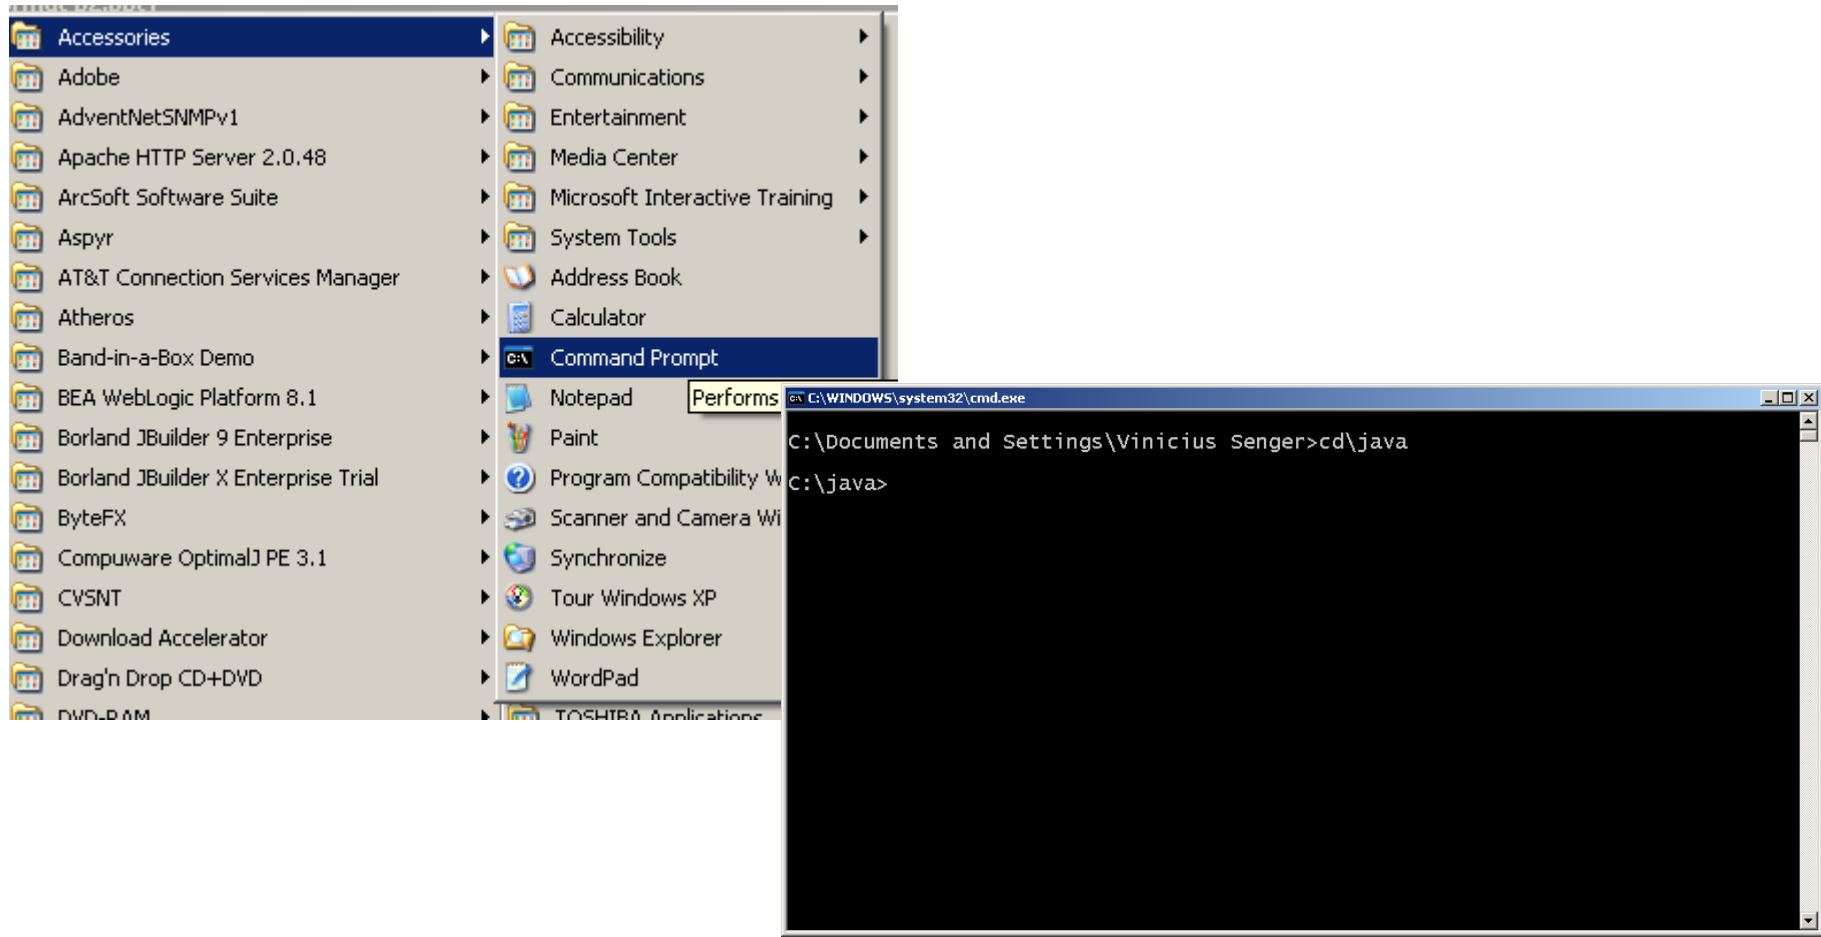 Accessories
Adobe
AdventNetSNMPv1
Apache HTTP Server 2.0.48
ArcSoft Software Suite
Aspyr
AT&T Connection Services Manager
Atheros
Band-in-a-Box Demo
BEA WebLogic Platform 8.1
Borland JBuilder 9 Enterprise
Borland JBuilder X Enterprise Trial
ByteFX
Compuware OptimalJ PE 3.1
CVSNT
Download Accelerator
Drag'n Drop CD+DVD
DVD-RAM
Accessibility
Communications
Entertainment
Media Center
Microsoft Interactive Training
System Tools
Address Book
Calculator
C:\ Command Prompt
Notepad
Performs
Paint
Program Compatibility W
Scanner and Camera Wi
Synchronize
Tour Windows XP
Windows Explorer
WordPad
TOSHIBA Applications
C:\WINDOWS\system32\cmd.exe
C:\Documents and Settings\Vinicius Senger>cd\java
C:\java>